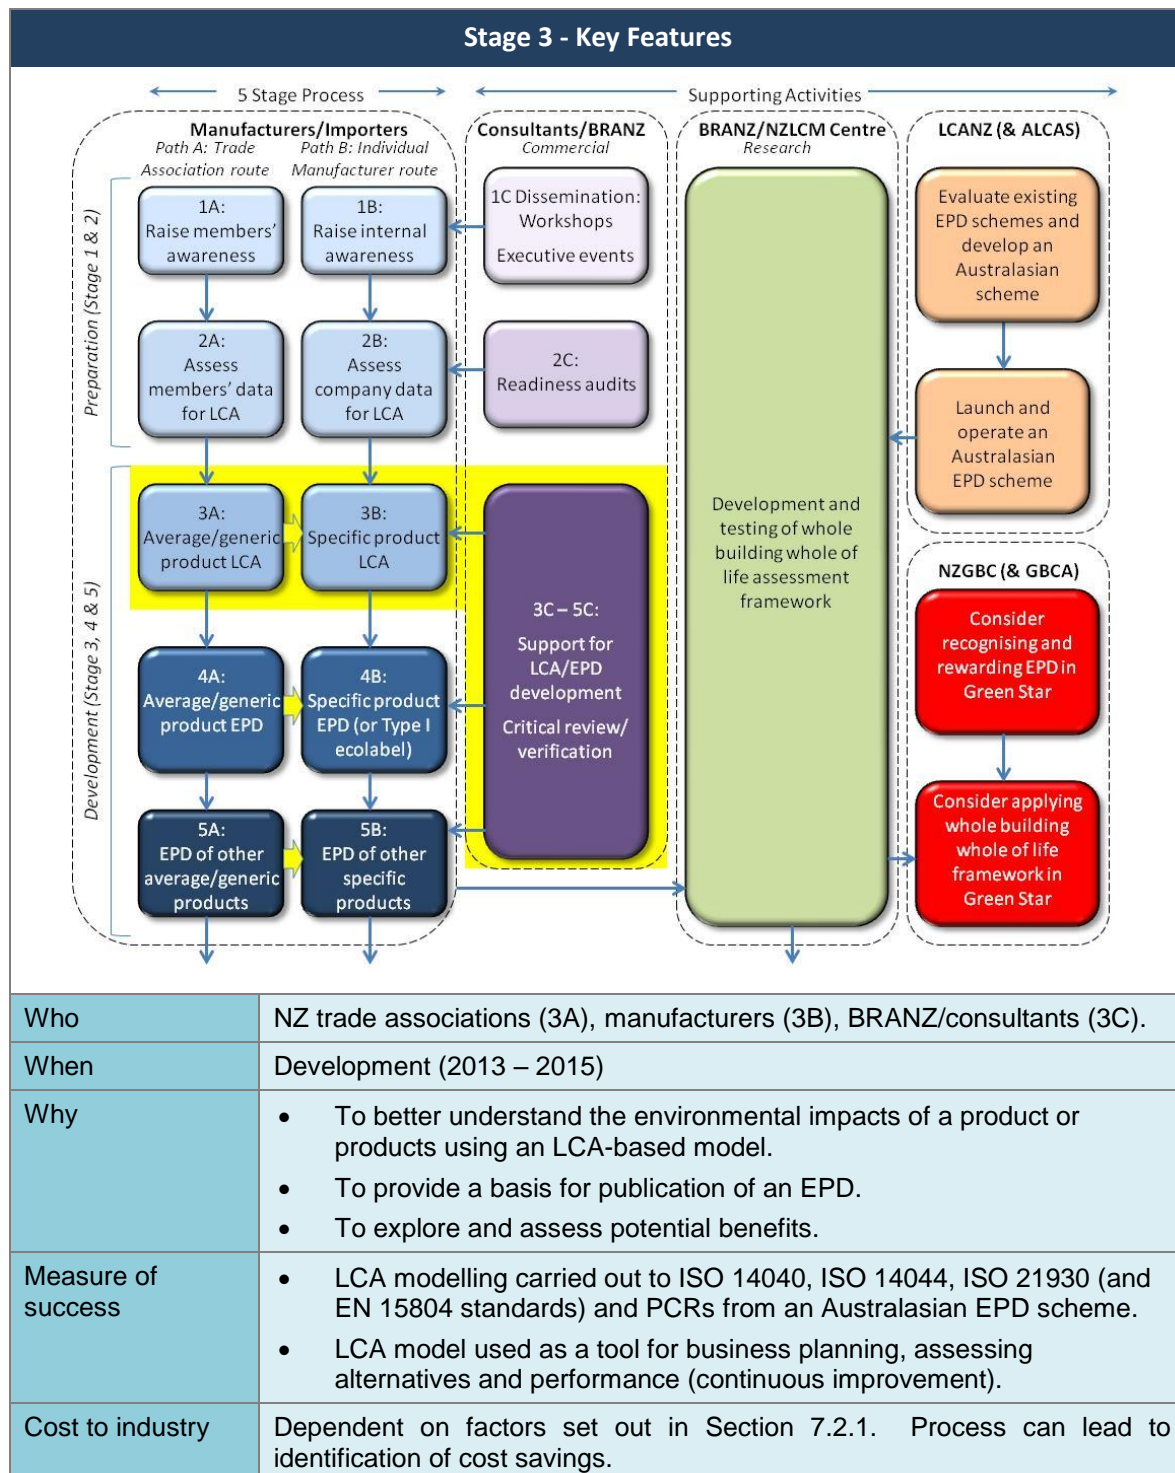 Stage 3 - Key Features
5 Stage Process
Supporting Activities
Manufacturers/Importers
Path A: Trade
Association route
Path B: Individual
Manufacturer route
Consultants/BRANZ
Commercial
BRANZ/NZLCM Centre
Research
LCANZ (& ALCAS)
Preparation (Stage 1 & 2)
1A:
Raise members'
awareness
1B:
Raise internal
awareness
1C Dissemination:
Workshops
Executive events
Evaluate existing
EPD schemes and
develop an
Australasian
scheme
2A:
Assess
members' data
for LCA
2B:
Assess
company data
for LCA
2C:
Readiness audits
Launch and
operate an
Australasian
EPD scheme
Development (Stage 3, 4 & 5)
3A:
Average/generic
product LCA
3B:
Specific product
LCA
3C – 5C:
Support for
LCA/EPD
development
Critical review/
verification
Development and
testing of whole
building whole of
life assessment
framework
NZGBC (& GBCA)
Consider
recognising and
rewarding EPD in
Green Star
4A:
Average/generic
product EPD
4B:
Specific product
EPD (or Type I
ecolabel)
5A:
EPD of other
average/generic
products
5B:
EPD of other
specific
products
Consider applying
whole building
whole of life
framework in
Green Star
Who
NZ trade associations (3A), manufacturers (3B), BRANZ/consultants (3C).
When
Development (2013 – 2015)
Why
• To better understand the environmental impacts of a product or
products using an LCA-based model.
• To provide a basis for publication of an EPD.
• To explore and assess potential benefits.
Measure of
success
• LCA modelling carried out to ISO 14040, ISO 14044, ISO 21930 (and
EN 15804 standards) and PCRs from an Australasian EPD scheme.
• LCA model used as a tool for business planning, assessing
alternatives and performance (continuous improvement).
Cost to industry
Dependent on factors set out in Section 7.2.1. Process can lead to
identification of cost savings.